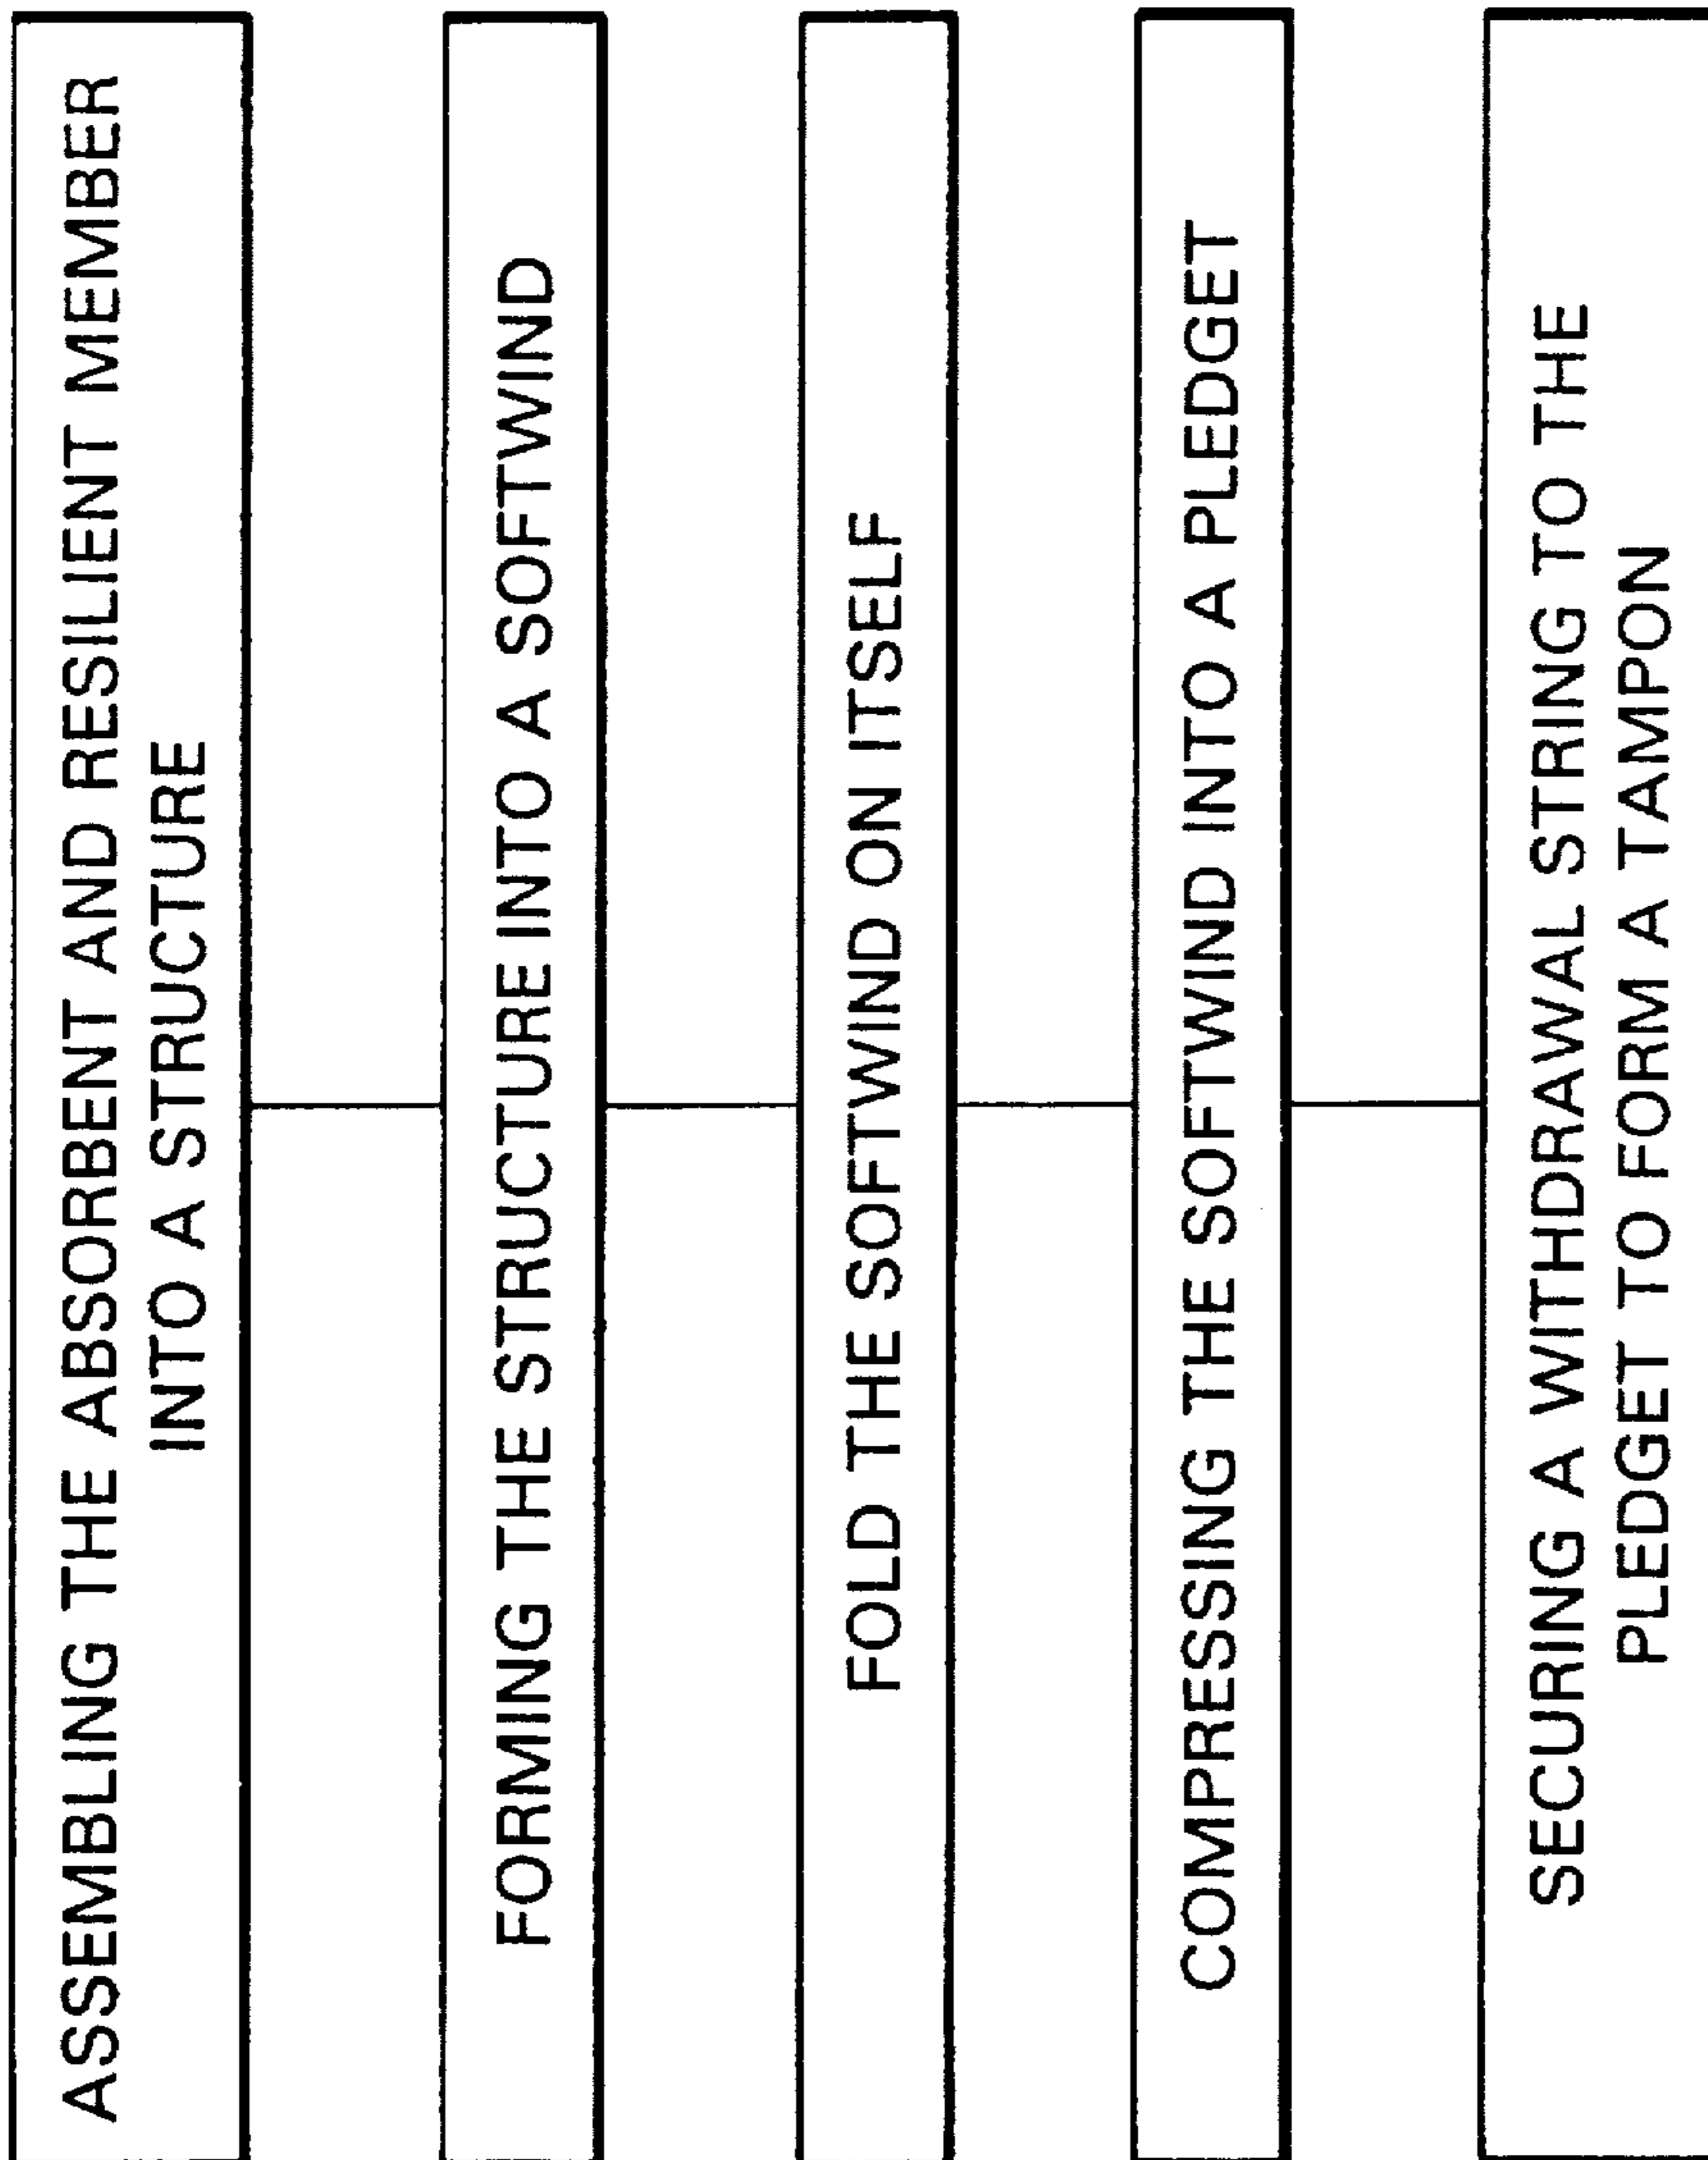 ASSEMBLING THE ABSORBENT AND RESILIENT MEMBER
INTO A STRUCTURE
FORMING THE STRUCTURE INTO A SOFTWIND
FOLD THE SOFTWIND ON ITSELF
COMPRESSING THE SOFTWIND INTO A PLEDGET
SECURING A WITHDRAWAL STRING TO THE
PLEDGET TO FORM A TAMPON